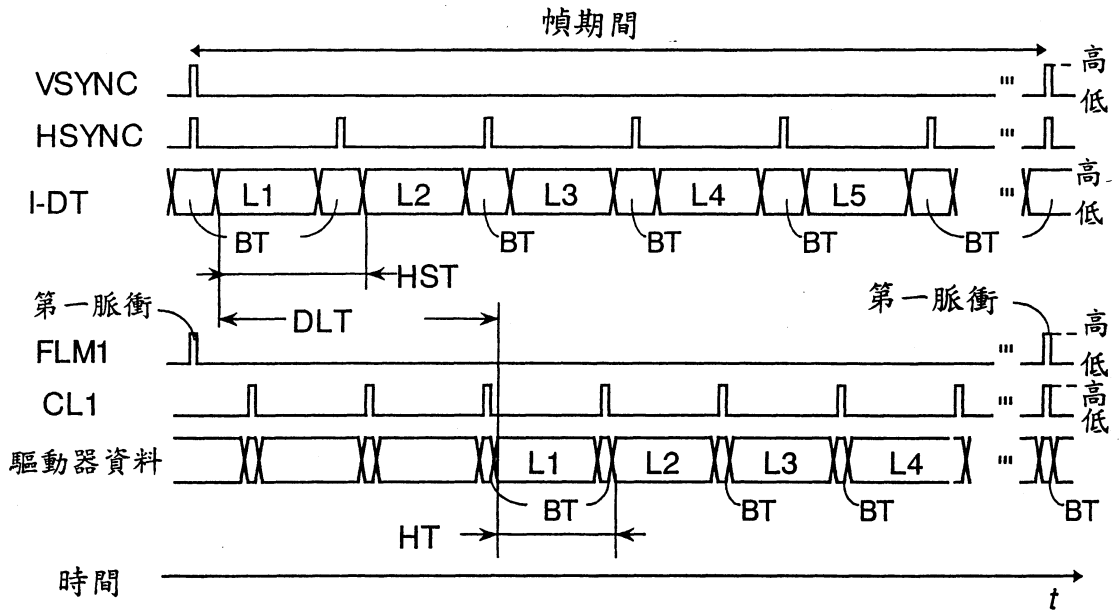 幀期間
VSYNC
高
低
HSYNC
I-DT
L1 L2 L3 L4 L5
高
低
BT BT BT BT BT
HST
第一脈衝
DLT
第一脈衝
FLM1
高
低
CL1
高
低
驅動器資料
L1 L2 L3 L4
BT BT BT BT
HT
時間
t